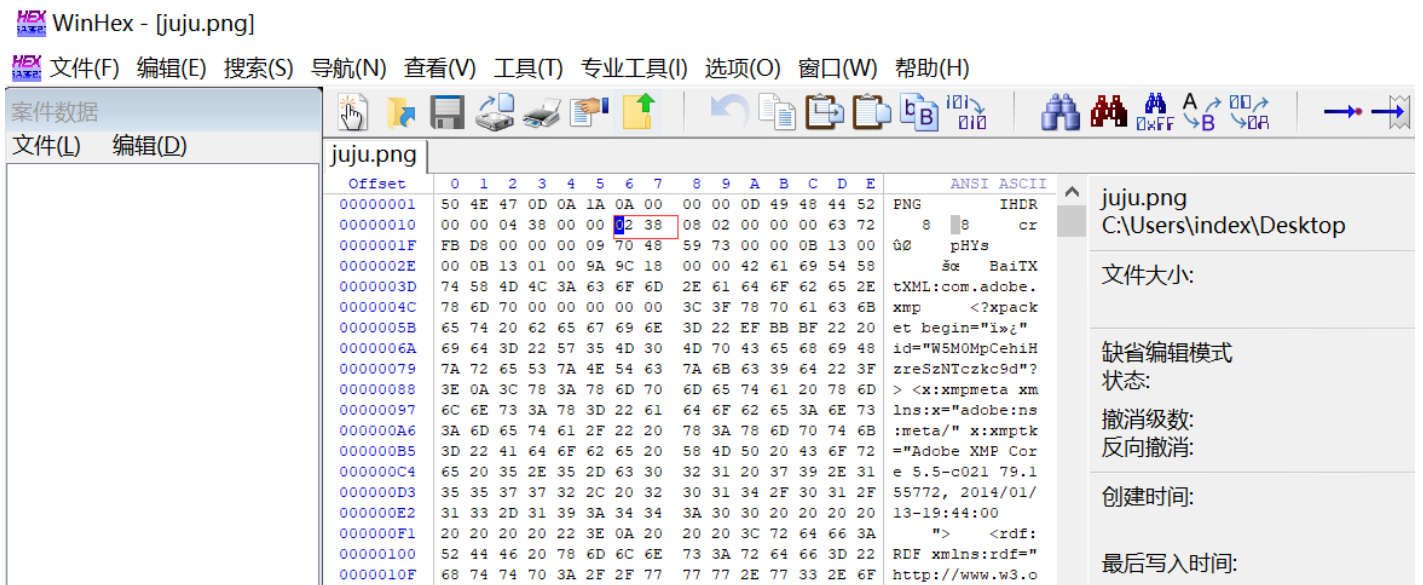 WinHex - [juju.png]
文件(F) 编辑(E) 搜索(S) 导航(N) 查看(V) 工具(T) 专业工具(I) 选项(O) 窗口(W) 帮助(H)
案件数据
文件(L) 编辑(D)
juju.png
Offset 0 1 2 3 4 5 6 7 8 9 A B C D E ANSI ASCII
00000001 50 4E 47 0D 0A 1A 0A 00 00 00 0D 49 48 44 52 PNG IHDR
00000010 00 00 04 38 00 00 02 38 08 02 00 00 00 63 72 8 8 cr
0000001F FB D8 00 00 00 09 70 48 59 73 00 00 0B 13 00 ûØ pHYs
0000002E 00 0B 13 01 00 9A 9C 18 00 00 42 61 69 54 58 šœ BaiTX
0000003D 74 58 4D 4C 3A 63 6F 6D 2E 61 64 6F 62 65 2E tXML:com.adobe.
0000004C 78 6D 70 00 00 00 00 00 3C 3F 78 70 61 63 6B xmp <?xpack
0000005B 65 74 20 62 65 67 69 6E 3D 22 EF BB BF 22 20 et begin="ï»¿"
0000006A 69 64 3D 22 57 35 4D 30 4D 70 43 65 68 69 48 id="W5M0MpCehiH
00000079 7A 72 65 53 7A 4E 54 63 7A 6B 63 39 64 22 3F zreSzNTczkc9d"?
00000088 3E 0A 3C 78 3A 78 6D 70 6D 65 74 61 20 78 6D > <x:xmpmeta xm
00000097 6C 6E 73 3A 78 3D 22 61 64 6F 62 65 3A 6E 73 lns:x="adobe:ns
000000A6 3A 6D 65 74 61 2F 22 20 78 3A 78 6D 70 74 6B :meta/" x:xmptk
000000B5 3D 22 41 64 6F 62 65 20 58 4D 50 20 43 6F 72 ="Adobe XMP Cor
000000C4 65 20 35 2E 35 2D 63 30 32 31 20 37 39 2E 31 e 5.5-c021 79.1
000000D3 35 35 37 37 32 2C 20 32 30 31 34 2F 30 31 2F 55772, 2014/01/
000000E2 31 33 2D 31 39 3A 34 34 3A 30 30 20 20 20 20 13-19:44:00
000000F1 20 20 20 20 22 3E 0A 20 20 20 3C 72 64 66 3A "> <rdf:
00000100 52 44 46 20 78 6D 6C 6E 73 3A 72 64 66 3D 22 RDF xmlns:rdf="
0000010F 68 74 74 70 3A 2F 2F 77 77 77 2E 77 33 2E 6F http://www.w3.o
juju.png
C:\Users\index\Desktop
文件大小:
缺省编辑模式
状态:
撤消级数:
反向撤消:
创建时间:
最后写入时间: